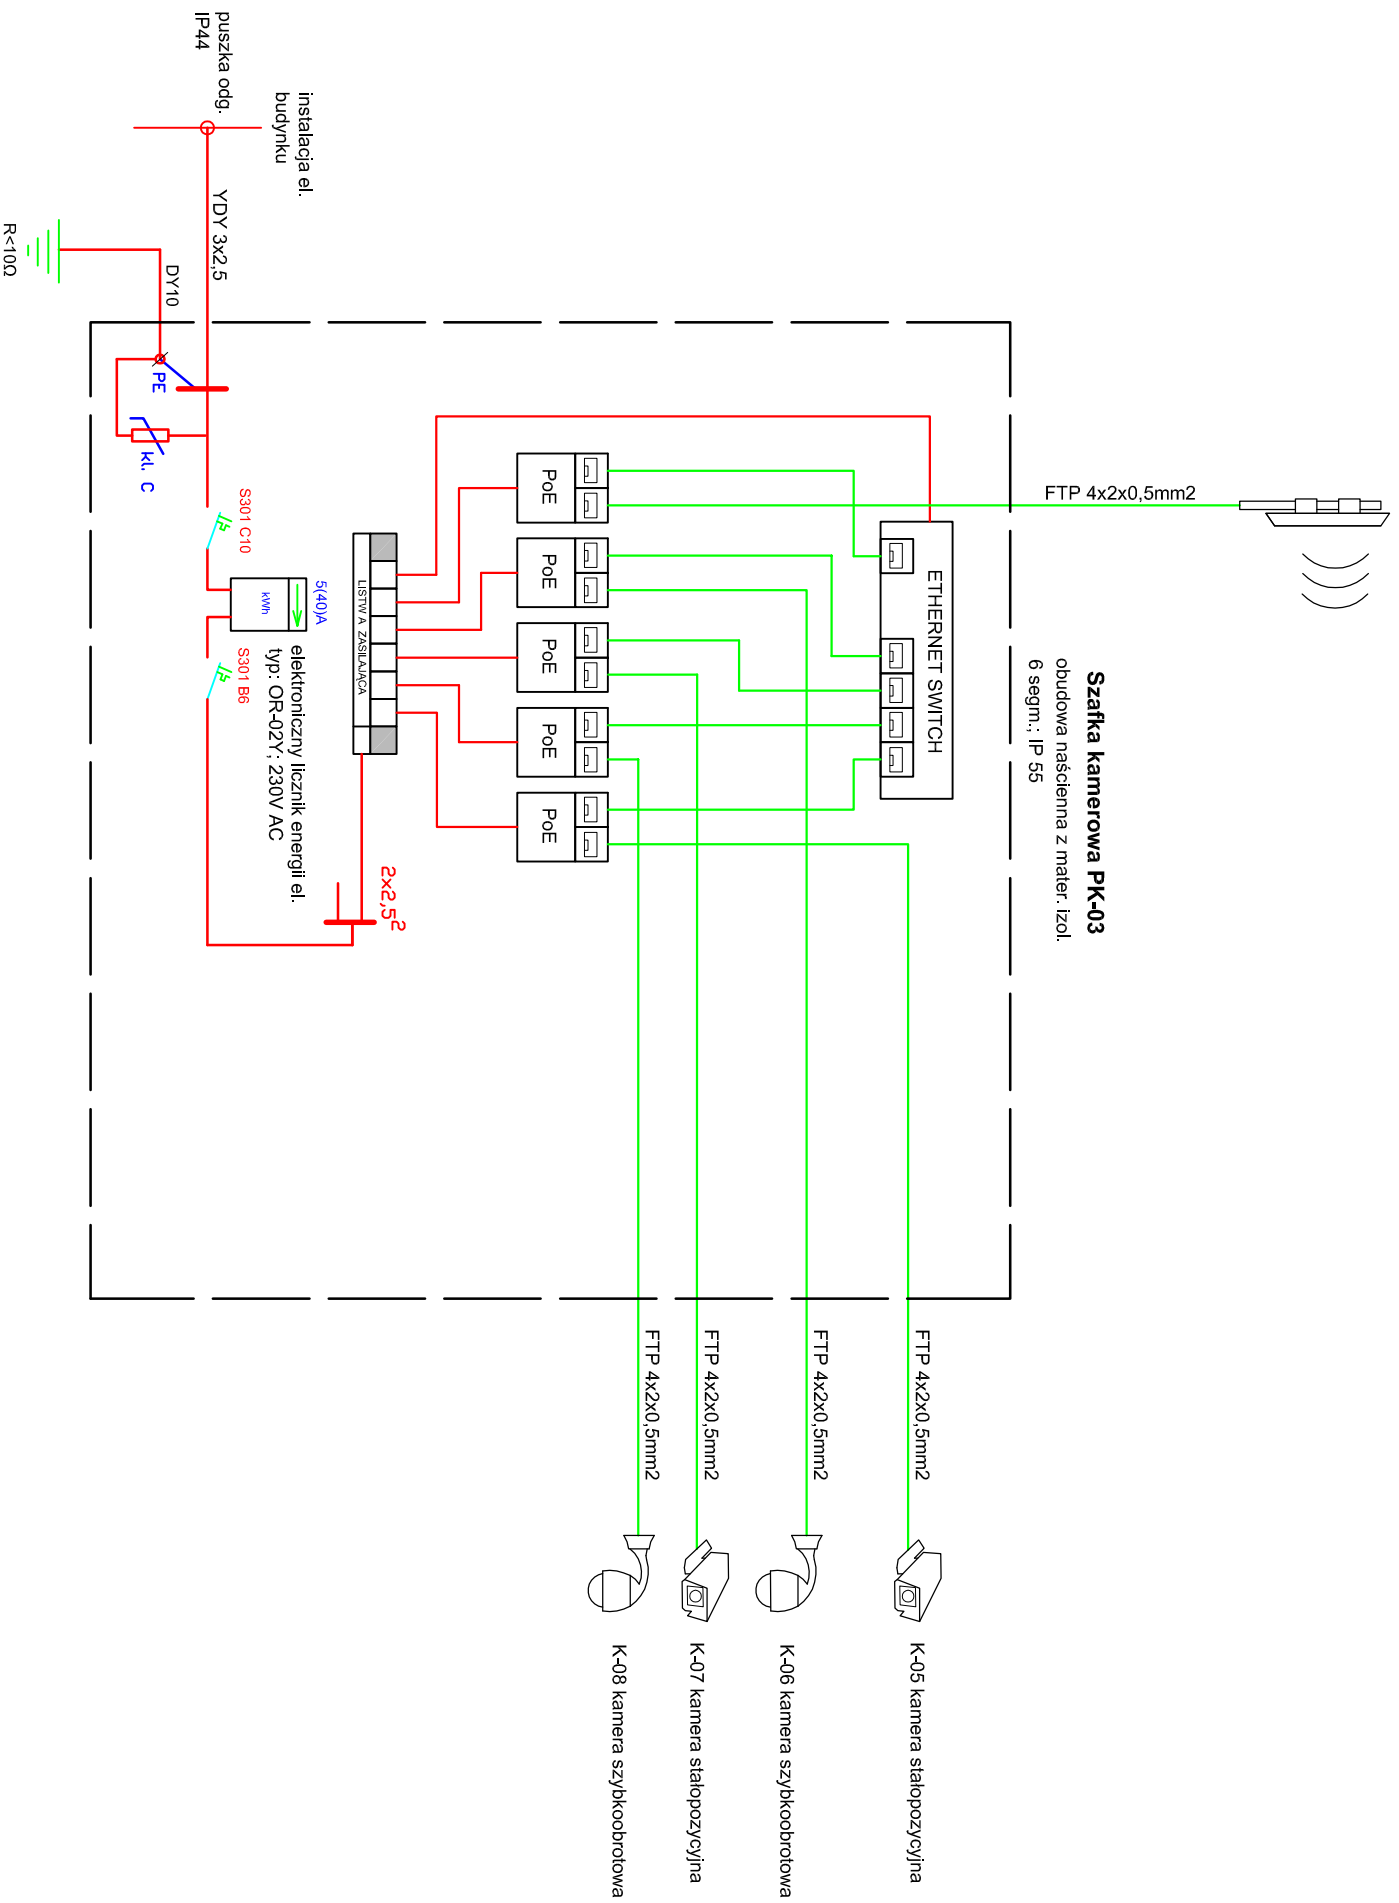 Szafka kamerowa PK-03
obudowa naścienna z mater. izol.
6 segm.; IP 55
FTP 4x2x0,5mm2
ETHERNET SWITCH
PoE
PoE
PoE
PoE
PoE
FTP 4x2x0,5mm2
FTP 4x2x0,5mm2
FTP 4x2x0,5mm2
FTP 4x2x0,5mm2
K-05 kamera stałopozycyjna
K-06 kamera szybkoobrotowa
K-07 kamera stałopozycyjna
K-08 kamera szybkoobrotowa
LISTWA ZASILAJĄCA
2x2,5²
instalacja el.
budynku
puszka odg.
IP44
YDY 3x2,5
DY10
R<10Ω
PE
kl. C
S301 C10
5(40)A
kWh
S301 B6
elektroniczny licznik energii el.
typ: OR-02Y; 230V AC